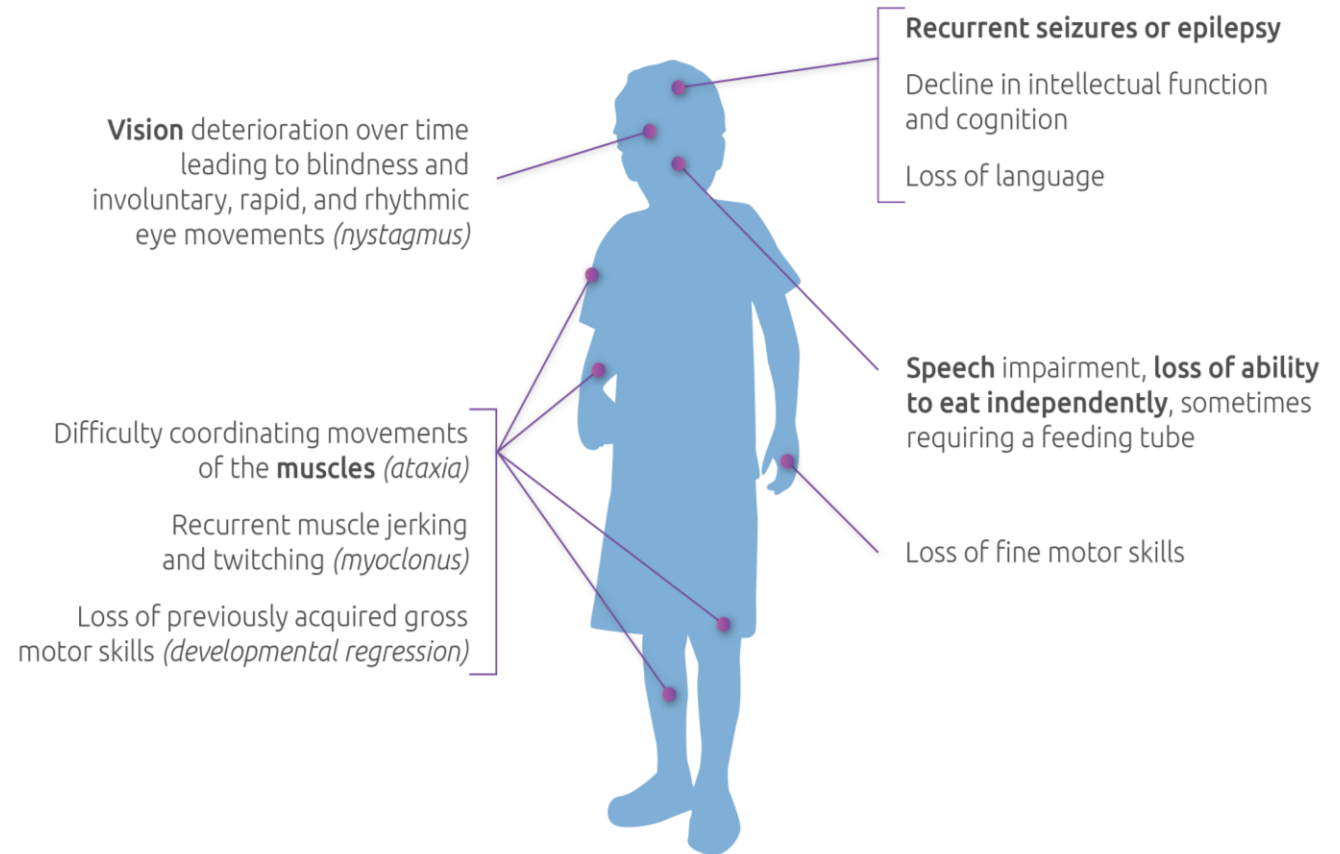 Vision deterioration over time
leading to blindness and
involuntary, rapid, and rhythmic
eye movements (nystagmus)
Difficulty coordinating movements
of the muscles (ataxia)
Recurrent muscle jerking
and twitching (myoclonus)
Loss of previously acquired gross
motor skills (developmental regression)
Recurrent seizures or epilepsy
Decline in intellectual function
and cognition
Loss of language
Speech impairment, loss of ability
to eat independently, sometimes
requiring a feeding tube
Loss of fine motor skills